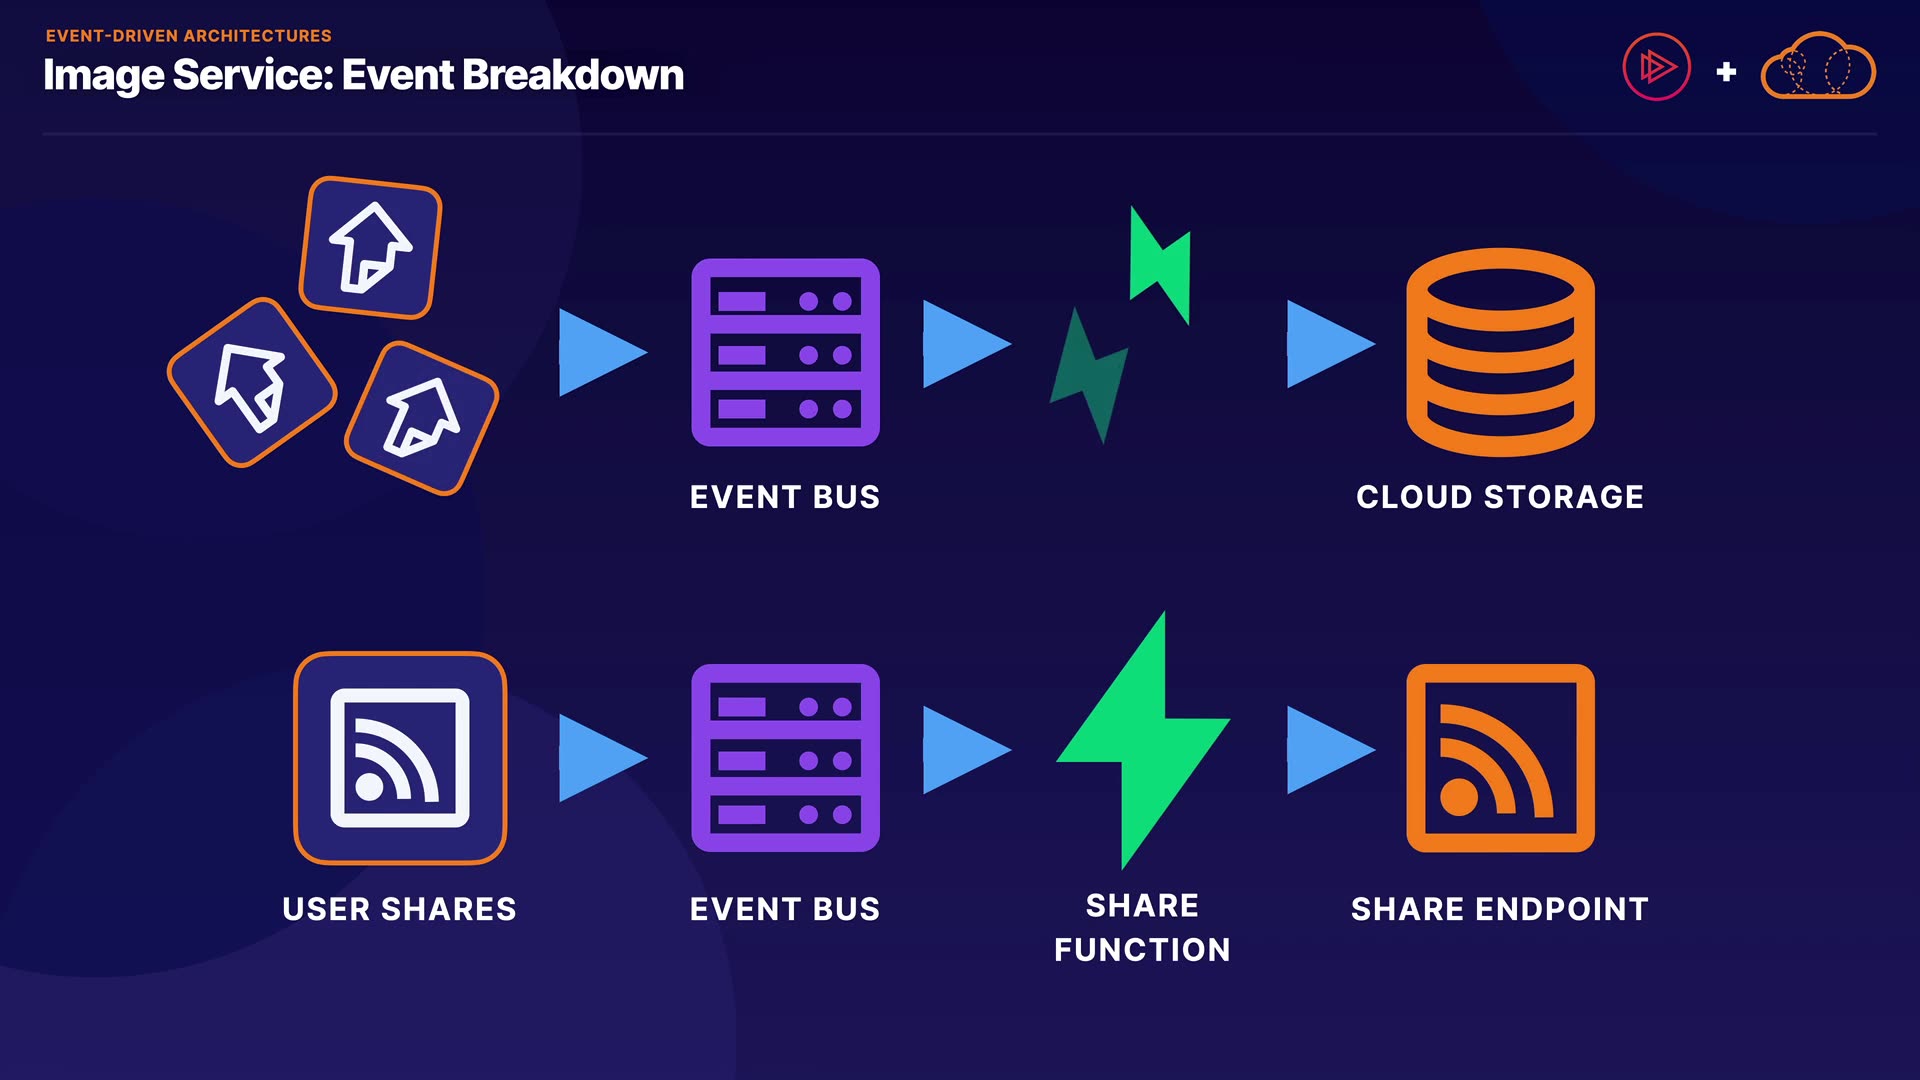 EVENT-DRIVEN ARCHITECTURES
Image Service: Event Breakdown
+
EVENT BUS
CLOUD STORAGE
USER SHARES
EVENT BUS
SHARE
FUNCTION
SHARE ENDPOINT